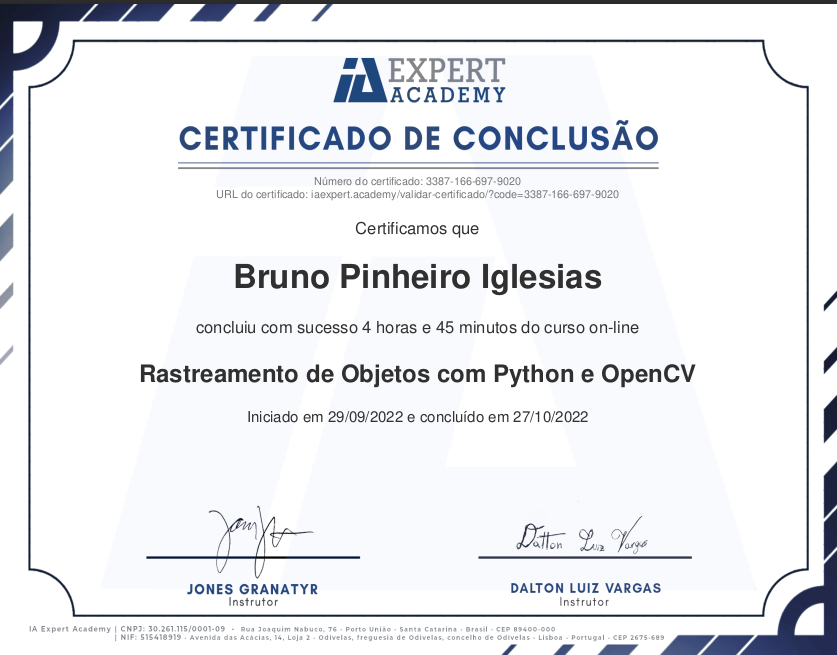 iA EXPERT
ACADEMY
CERTIFICADO DE CONCLUSÃO
Número do certificado: 3387-166-697-9020
URL do certificado: iaexpert.academy/validar-certificado/?code=3387-166-697-9020
Certificamos que
Bruno Pinheiro Iglesias
concluiu com sucesso 4 horas e 45 minutos do curso on-line
Rastreamento de Objetos com Python e OpenCV
Iniciado em 29/09/2022 e concluído em 27/10/2022
Dalton Luiz Vargas
JONES GRANATYR
Instrutor
DALTON LUIZ VARGAS
Instrutor
IA Expert Academy | CNPJ: 30.261.115/0001-09 - Rua Joaquim Nabuco, 76 - Porto União - Santa Catarina - Brasil - CEP 89400-000
| NIF: 515418919 - Avenida das Acácias, 14, Loja 2 - Odivelas, freguesia de Odivelas, concelho de Odivelas - Lisboa - Portugal - CEP 2675-689